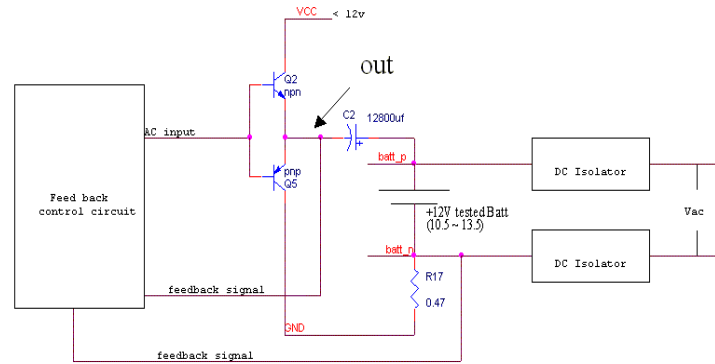 VCC
< 12v
out
Q2
npn
C2
12800uf
AC input
batt_p
DC Isolator
pnp
Q5
Feed back
control circuit
+12V tested Batt
(10.5 ~ 13.5)
Vac
batt_n
DC Isolator
R17
feedback signal
0.47
GND
feedback signal